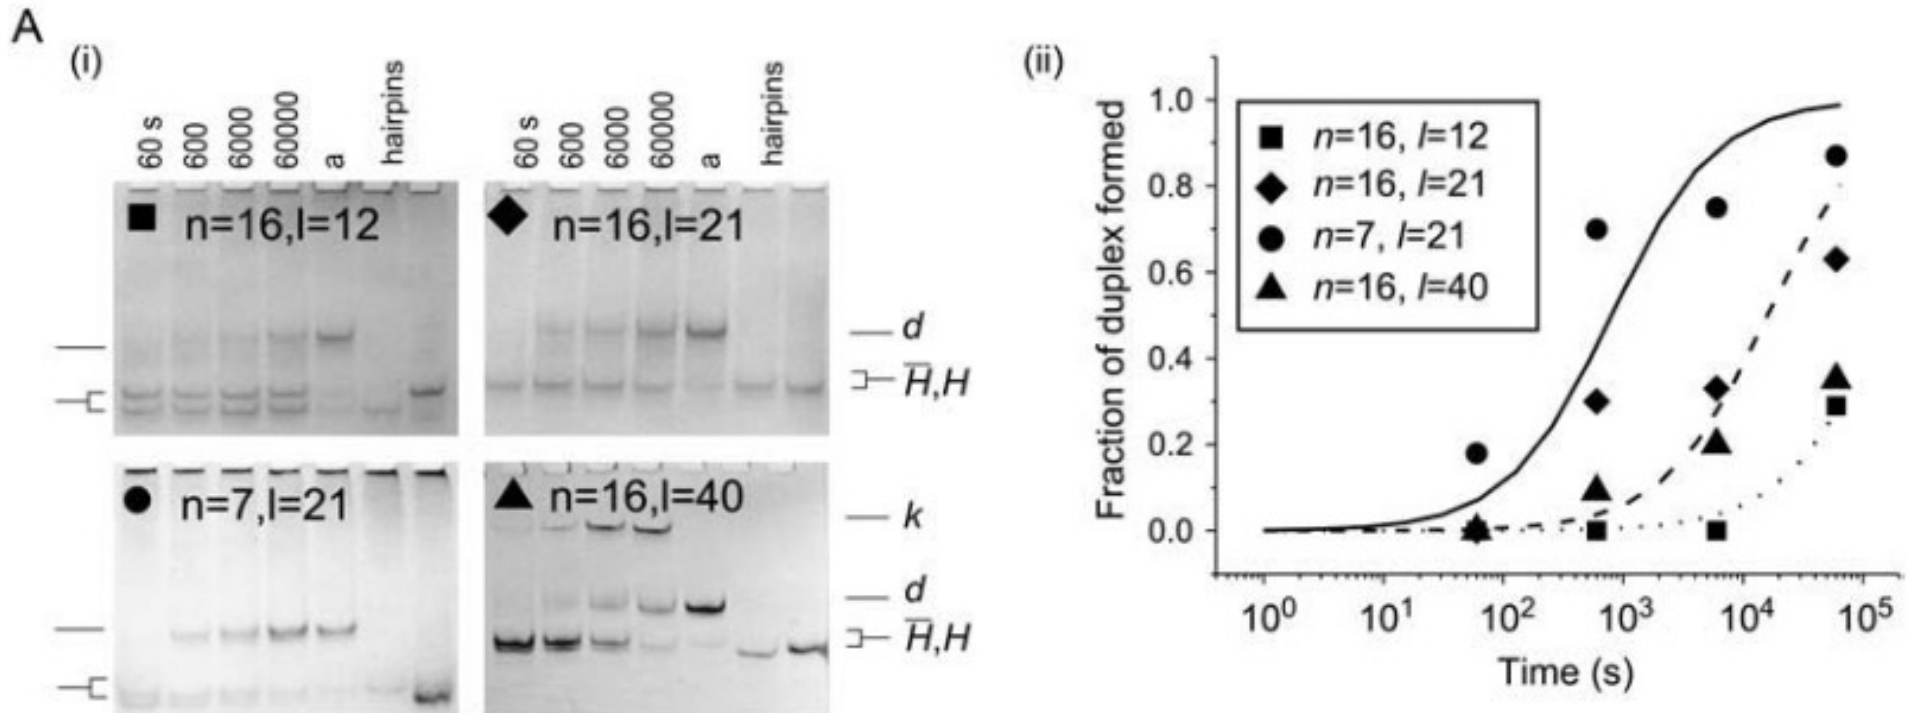 A
(i)
60 s
600
6000
60000
a
hairpins
60 s
600
6000
60000
a
hairpins
■ n=16,l=12
◆ n=16,l=21
d
H̅,H
● n=7,l=21
▲ n=16,l=40
k
d
H̅,H
(ii)
Fraction of duplex formed
1.0
0.8
0.6
0.4
0.2
0.0
■ n=16, l=12
◆ n=16, l=21
● n=7, l=21
▲ n=16, l=40
10⁰ 10¹ 10² 10³ 10⁴ 10⁵
Time (s)